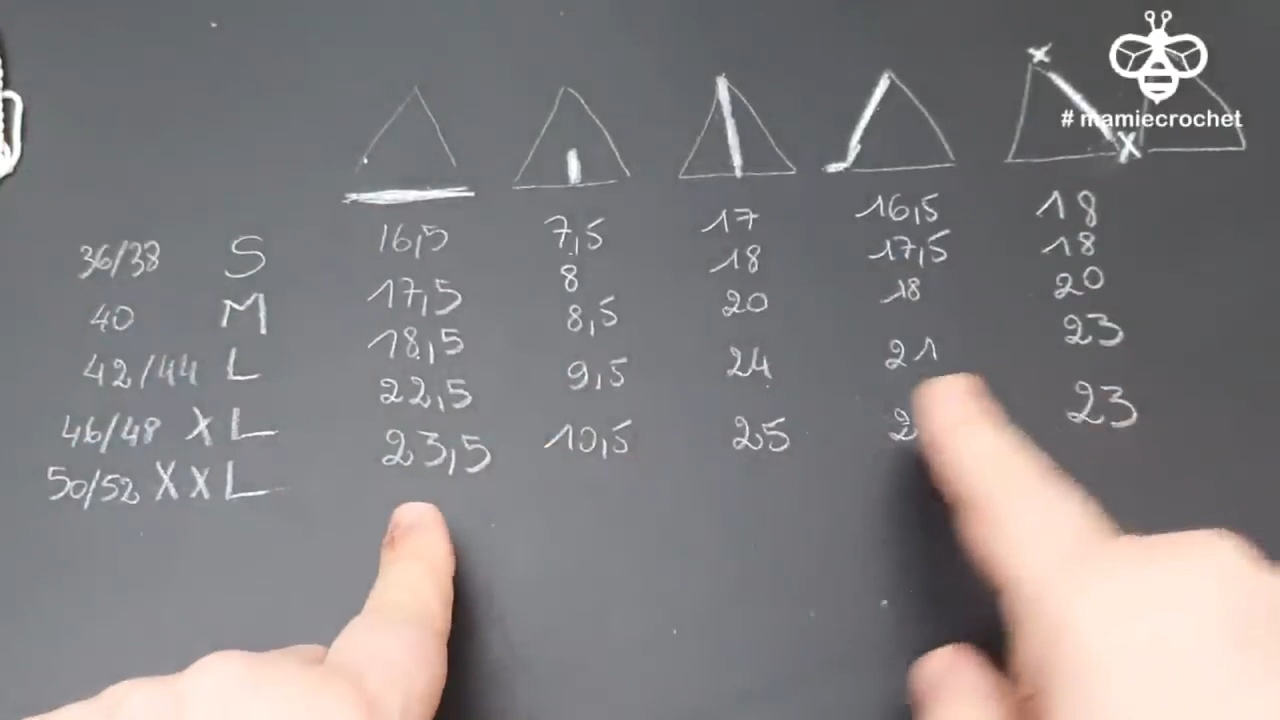 # mamiecrochet
36/38 S 16,5 7,5 17 16,5 18
40 M 17,5 8 18 17,5 18
42/44 L 18,5 8,5 20 18 20
46/48 XL 22,5 9,5 24 21 23
50/52 XXL 23,5 10,5 25 23